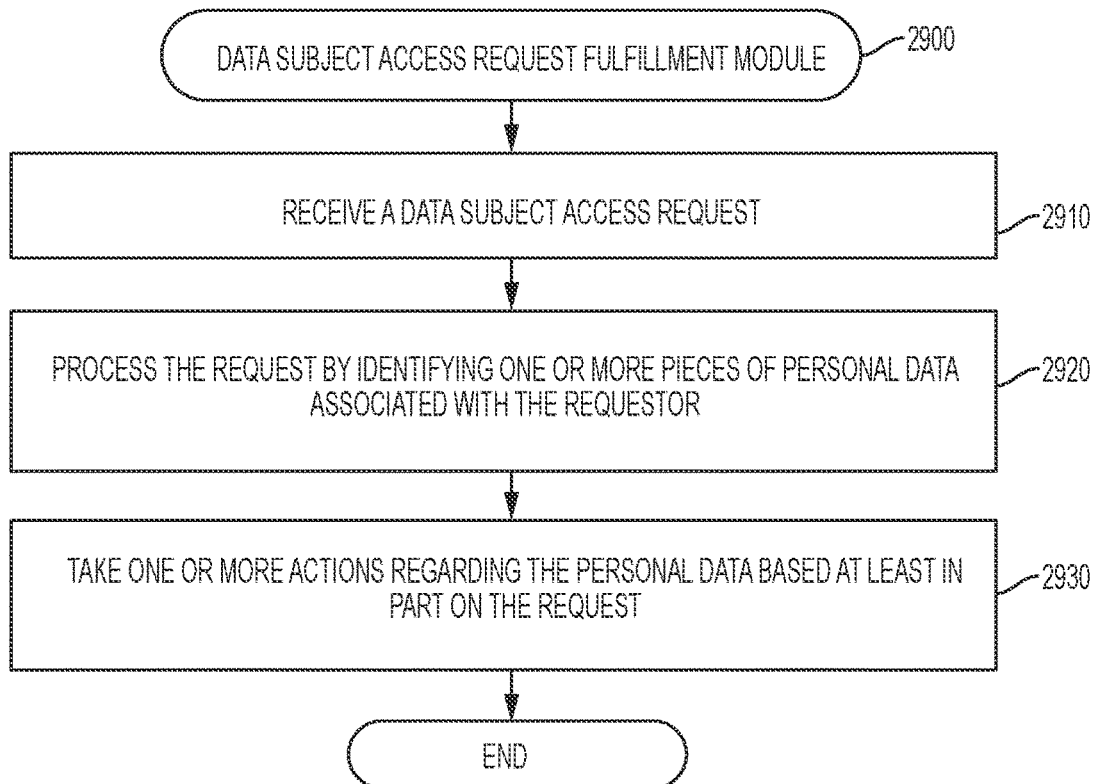 DATA SUBJECT ACCESS REQUEST FULFILLMENT MODULE
2900
RECEIVE A DATA SUBJECT ACCESS REQUEST
2910
PROCESS THE REQUEST BY IDENTIFYING ONE OR MORE PIECES OF PERSONAL DATA
ASSOCIATED WITH THE REQUESTOR
2920
TAKE ONE OR MORE ACTIONS REGARDING THE PERSONAL DATA BASED AT LEAST IN
PART ON THE REQUEST
2930
END